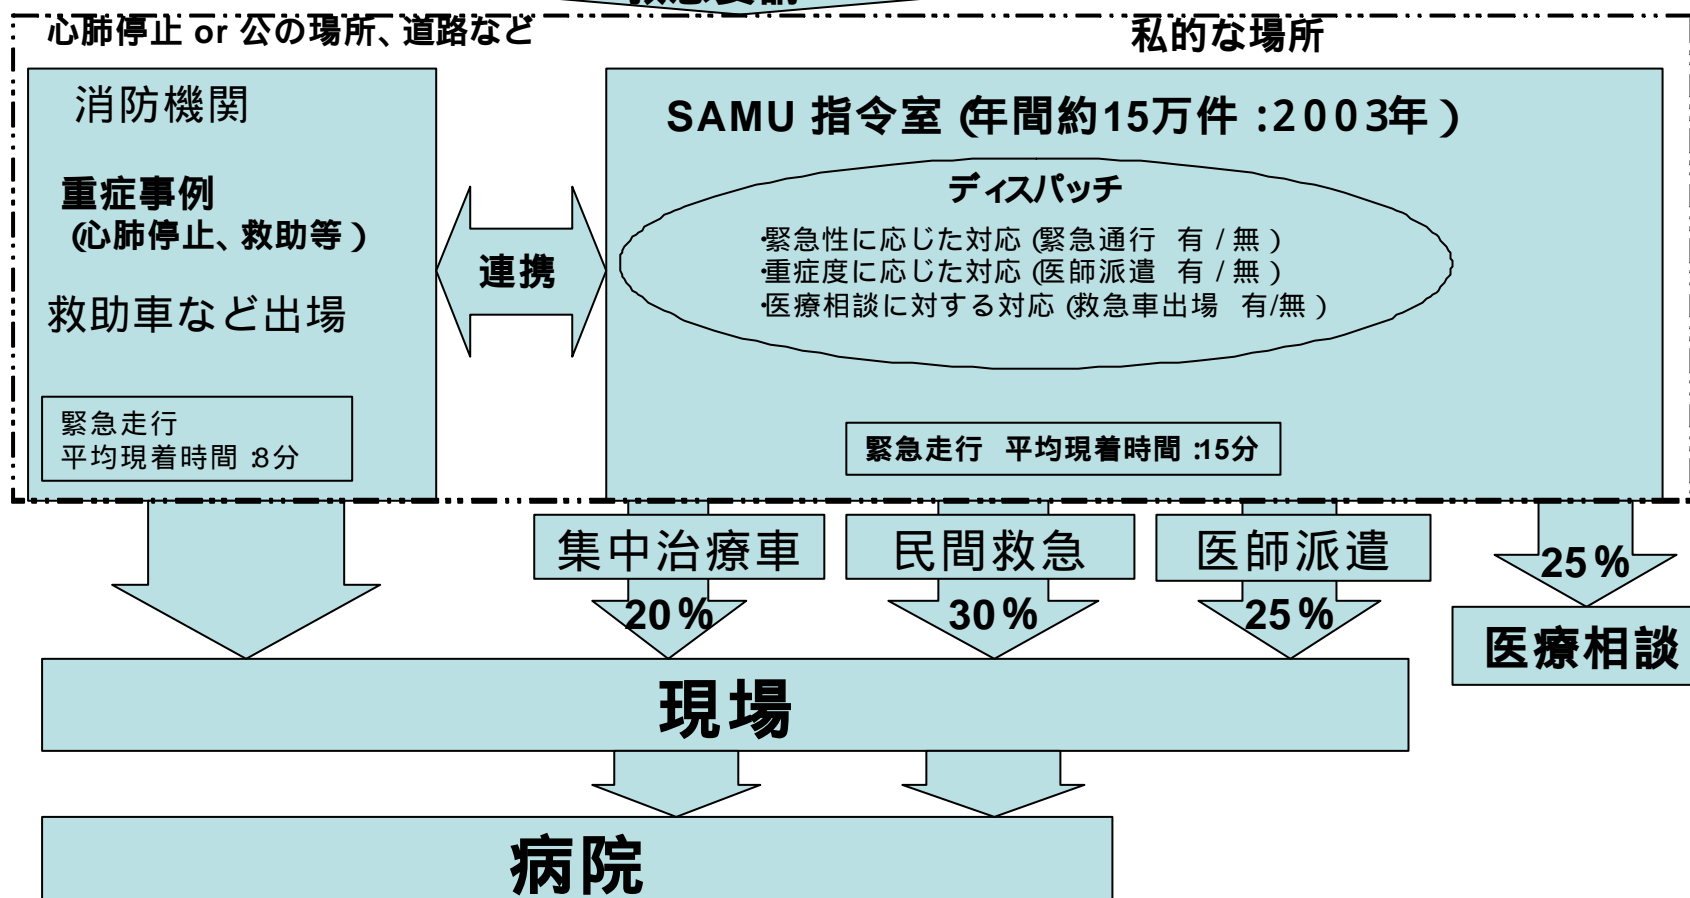 心肺停止 or 公の場所、道路など
私的な場所
消防機関
重症事例
(心肺停止、救助等)
救助車など出場
緊急走行
平均現着時間:8分
連携
SAMU 指令室(年間約15万件:2003年)
ディスパッチ
・緊急性に応じた対応(緊急通行 有/無)
・重症度に応じた対応(医師派遣 有/無)
・医療相談に対する対応(救急車出場 有/無)
緊急走行 平均現着時間:15分
集中治療車
民間救急
医師派遣
20%
30%
25%
25%
医療相談
現場
病院